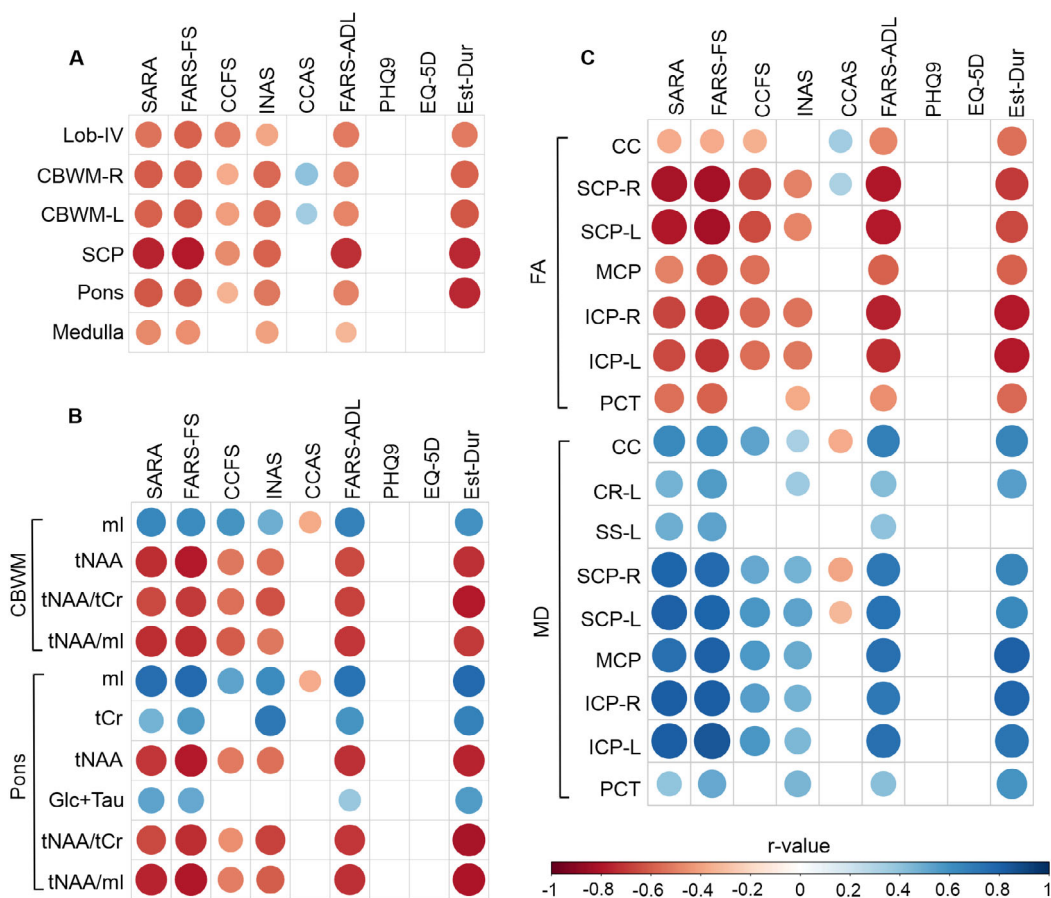 A
SARA
FARS-FS
CCFS
INAS
CCAS
FARS-ADL
PHQ9
EQ-5D
Est-Dur
Lob-IV
CBWM-R
CBWM-L
SCP
Pons
Medulla
B
SARA
FARS-FS
CCFS
INAS
CCAS
FARS-ADL
PHQ9
EQ-5D
Est-Dur
CBWM
mI
tNAA
tNAA/tCr
tNAA/mI
Pons
mI
tCr
tNAA
Glc+Tau
tNAA/tCr
tNAA/mI
C
SARA
FARS-FS
CCFS
INAS
CCAS
FARS-ADL
PHQ9
EQ-5D
Est-Dur
FA
CC
SCP-R
SCP-L
MCP
ICP-R
ICP-L
PCT
MD
CC
CR-L
SS-L
SCP-R
SCP-L
MCP
ICP-R
ICP-L
PCT
r-value
-1 -0.8 -0.6 -0.4 -0.2 0 0.2 0.4 0.6 0.8 1